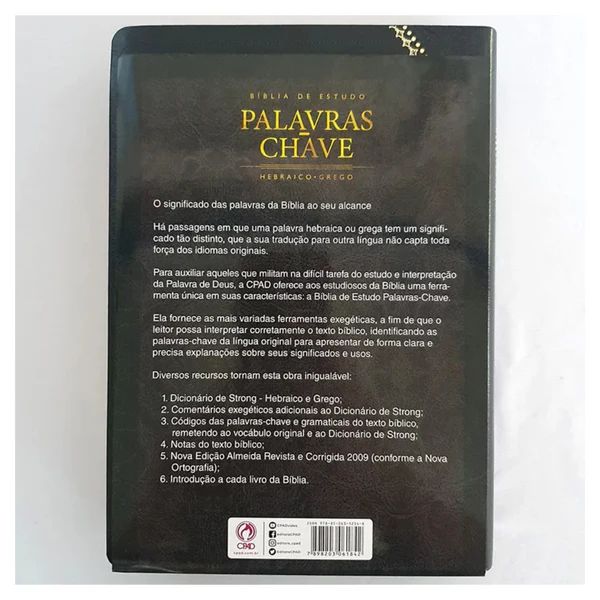 BÍBLIA DE ESTUDO
PALAVRAS
CHAVE
HEBRAICO•GREGO
O significado das palavras da Bíblia ao seu alcance
Há passagens em que uma palavra hebraica ou grega tem um signifi-
cado tão distinto, que a sua tradução para outra língua não capta toda
força dos idiomas originais.
Para auxiliar aqueles que militam na difícil tarefa do estudo e interpretação
da Palavra de Deus, a CPAD oferece aos estudiosos da Bíblia uma ferra-
menta única em suas características: a Bíblia de Estudo Palavras-Chave.
Ela fornece as mais variadas ferramentas exegéticas, a fim de que o
leitor possa interpretar corretamente o texto bíblico, identificando as
palavras-chave da língua original para apresentar de forma clara e
precisa explanações sobre seus significados e usos.
Diversos recursos tornam esta obra inigualável:
1. Dicionário de Strong - Hebraico e Grego;
2. Comentários exegéticos adicionais ao Dicionário de Strong;
3. Códigos das palavras-chave e gramaticais do texto bíblico,
remetendo ao vocábulo original e ao Dicionário de Strong;
4. Notas do texto bíblico;
5. Nova Edição Almeida Revista e Corrigida 2009 (conforme a Nova
Ortografia);
6. Introdução a cada livro da Bíblia.
CPAD
cpad.com.br
7 898203 061842